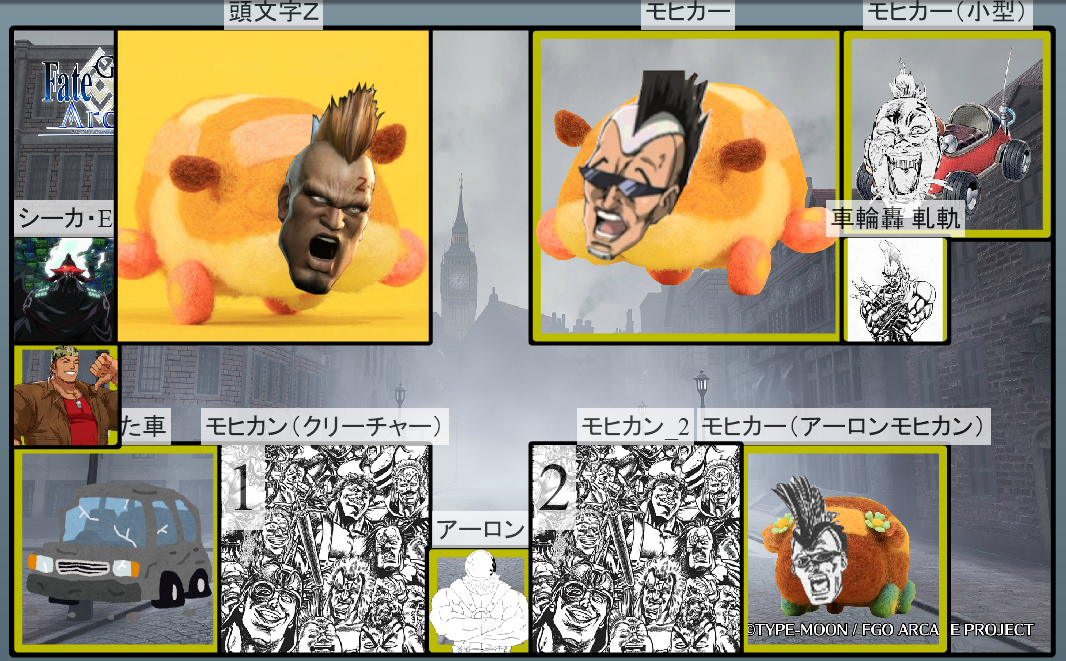 頭文字Z
モヒカー
モヒカー（小型）
Fate
Arc
シーカ・E
車輪轟 軋軌
Z
た車
モヒカン（クリーチャー）
モヒカン_2
モヒカー（アーロンモヒカン）
1
2
アーロン
©TYPE-MOON / FGO ARCADE PROJECT